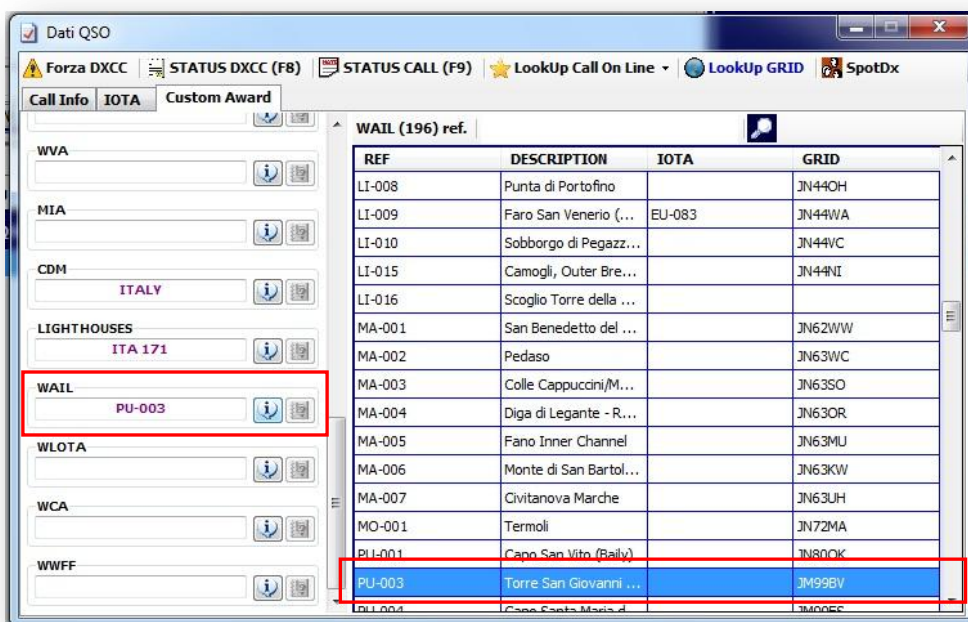 Dati QSO
Forza DXCC STATUS DXCC (F8) STATUS CALL (F9) LookUp Call On Line LookUp GRID SpotDx
Call Info IOTA Custom Award
WVA
MIA
CDM
ITALY
LIGHTHOUSES
ITA 171
WAIL
PU-003
WLOTA
WCA
WWFF
WAIL (196) ref.
REF DESCRIPTION IOTA GRID
LI-008 Punta di Portofino JN44OH
LI-009 Faro San Venerio (... EU-083 JN44WA
LI-010 Sobborgo di Pegazz... JN44VC
LI-015 Camogli, Outer Bre... JN44NI
LI-016 Scoglio Torre della ...
MA-001 San Benedetto del ... JN62WW
MA-002 Pedaso JN63WC
MA-003 Colle Cappuccini/M... JN63SO
MA-004 Diga di Legante - R... JN63OR
MA-005 Fano Inner Channel JN63MU
MA-006 Monte di San Bartol... JN63KW
MA-007 Civitanova Marche JN63UH
MO-001 Termoli JN72MA
PU-001 Capo San Vito (Baily) JN80OK
PU-003 Torre San Giovanni ... JM99BV
PU-004 Capo Santa Maria d...